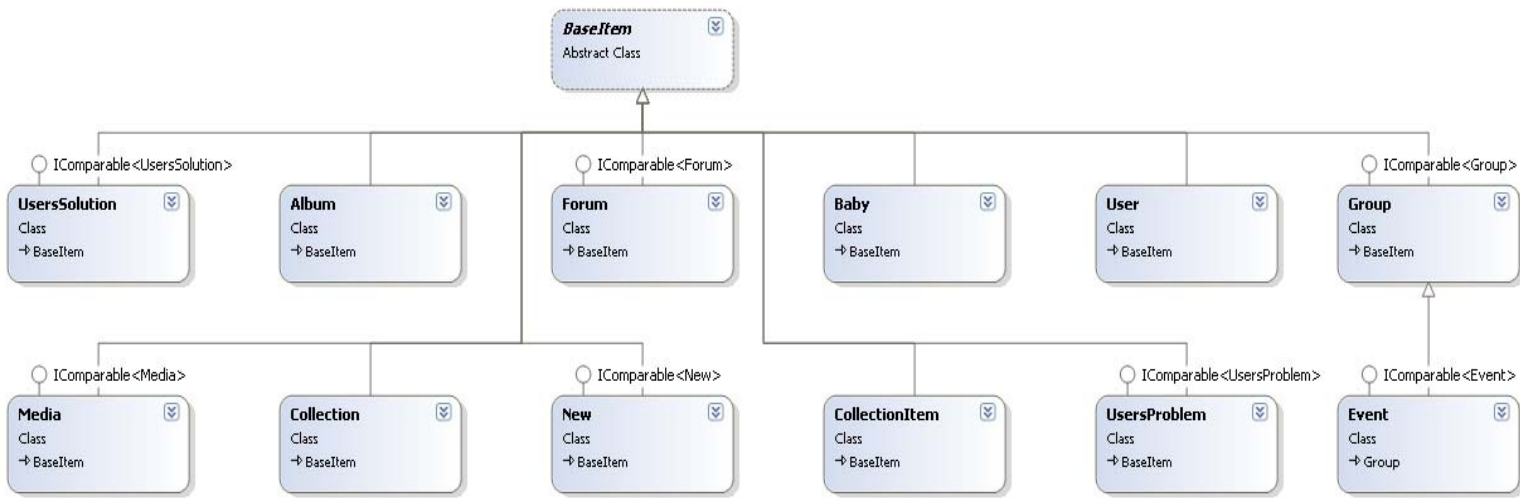 BaseItem
Abstract Class
IComparable<UsersSolution>
IComparable<Forum>
IComparable<Group>
UsersSolution
Class
BaseItem
Album
Class
BaseItem
Forum
Class
BaseItem
Baby
Class
BaseItem
User
Class
BaseItem
Group
Class
BaseItem
IComparable<Media>
IComparable<New>
IComparable<UsersProblem>
IComparable<Event>
Media
Class
BaseItem
Collection
Class
BaseItem
New
Class
BaseItem
CollectionItem
Class
BaseItem
UsersProblem
Class
BaseItem
Event
Class
Group